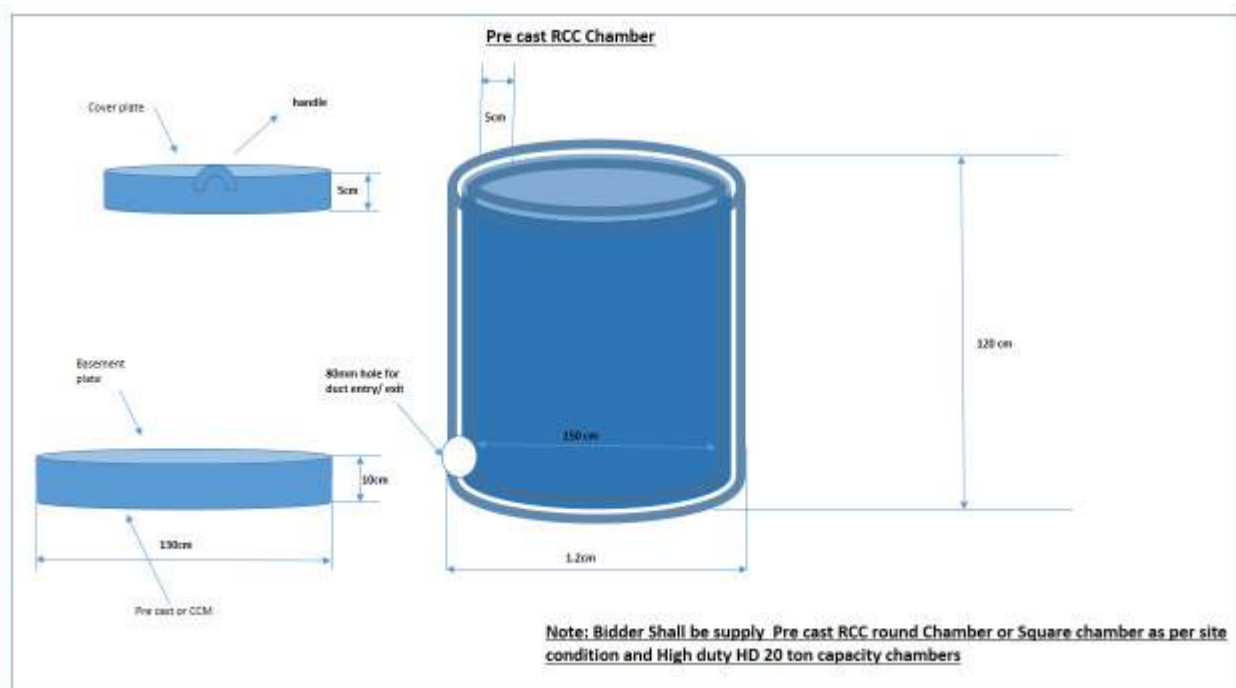 Pre cast RCC Chamber
Cover plate
handle
5cm
5cm
120 cm
Basement
plate
80mm hole for
duct entry/ exit
150 cm
10cm
130cm
1.2cm
Pre cast or CCM
Note: Bidder Shall be supply Pre cast RCC round Chamber or Square chamber as per site
condition and High duty HD 20 ton capacity chambers